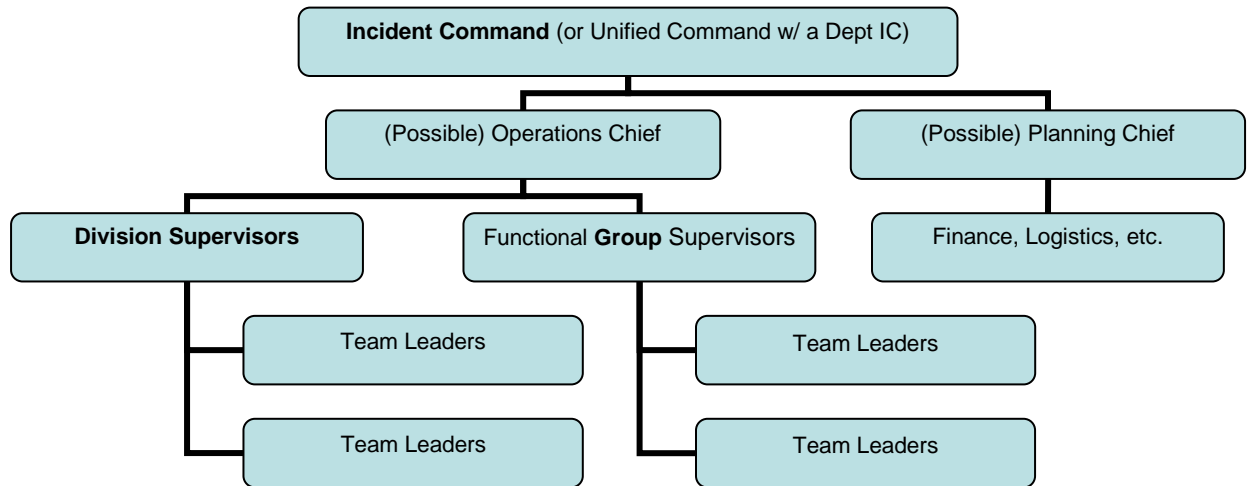 Incident Command (or Unified Command w/ a Dept IC)
(Possible) Operations Chief
(Possible) Planning Chief
Division Supervisors
Functional Group Supervisors
Finance, Logistics, etc.
Team Leaders
Team Leaders
Team Leaders
Team Leaders